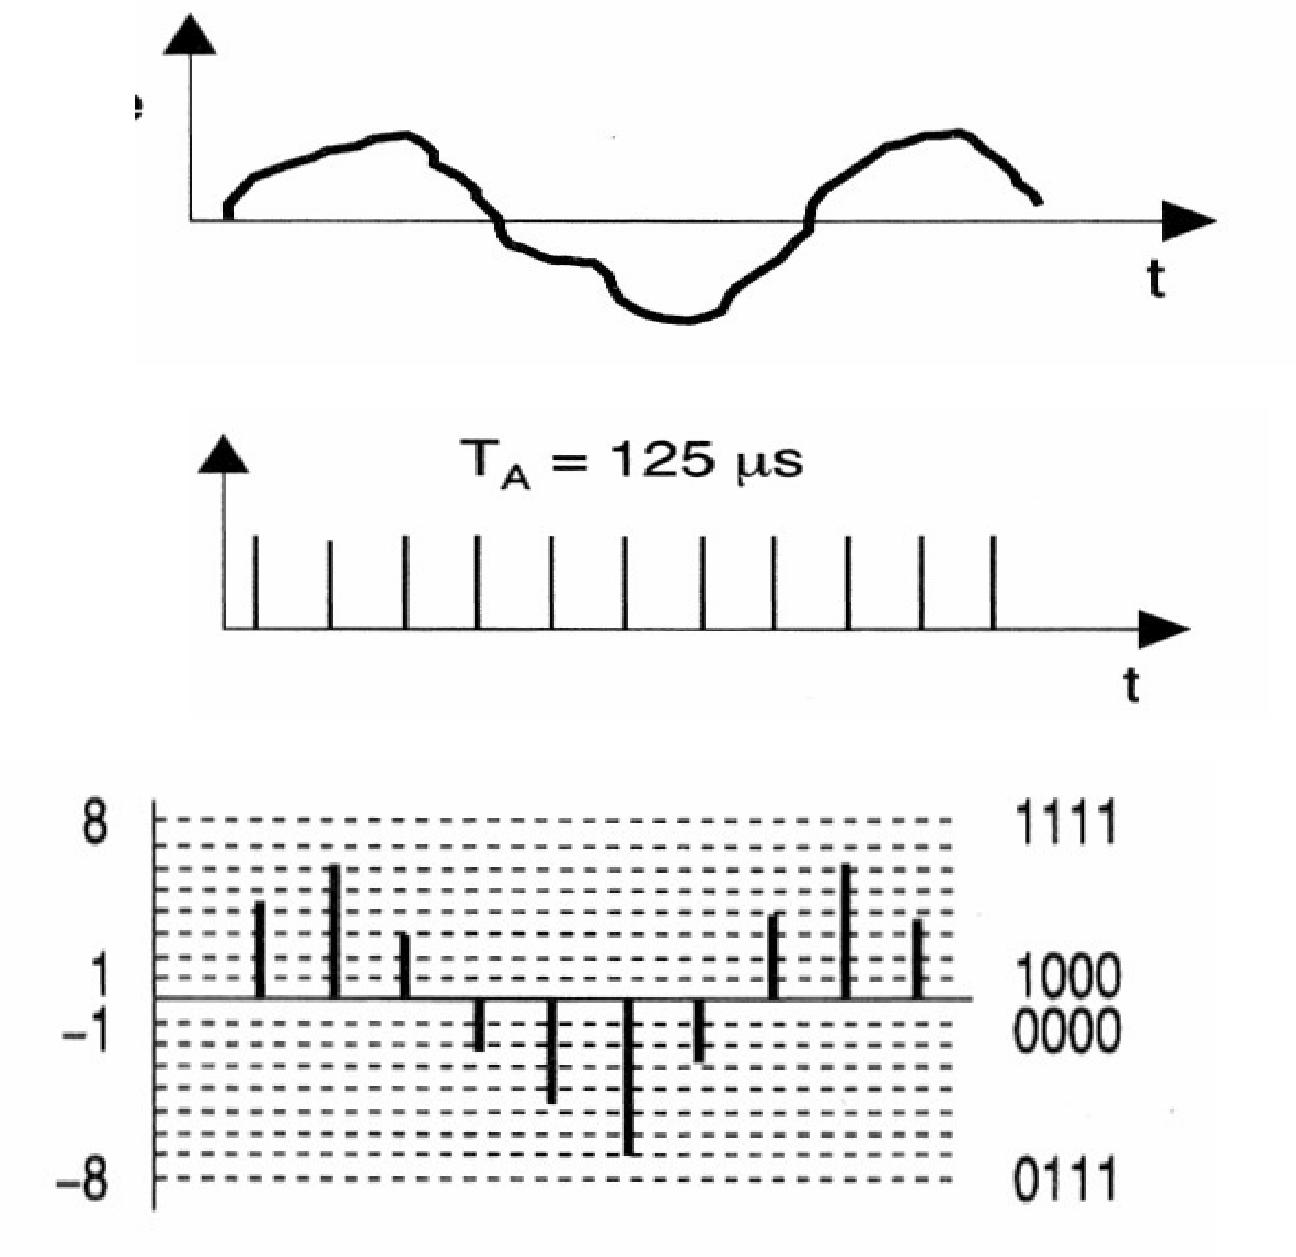 t
T_A = 125 µs
t
8 1111
1 1000
–1 0000
–8 0111